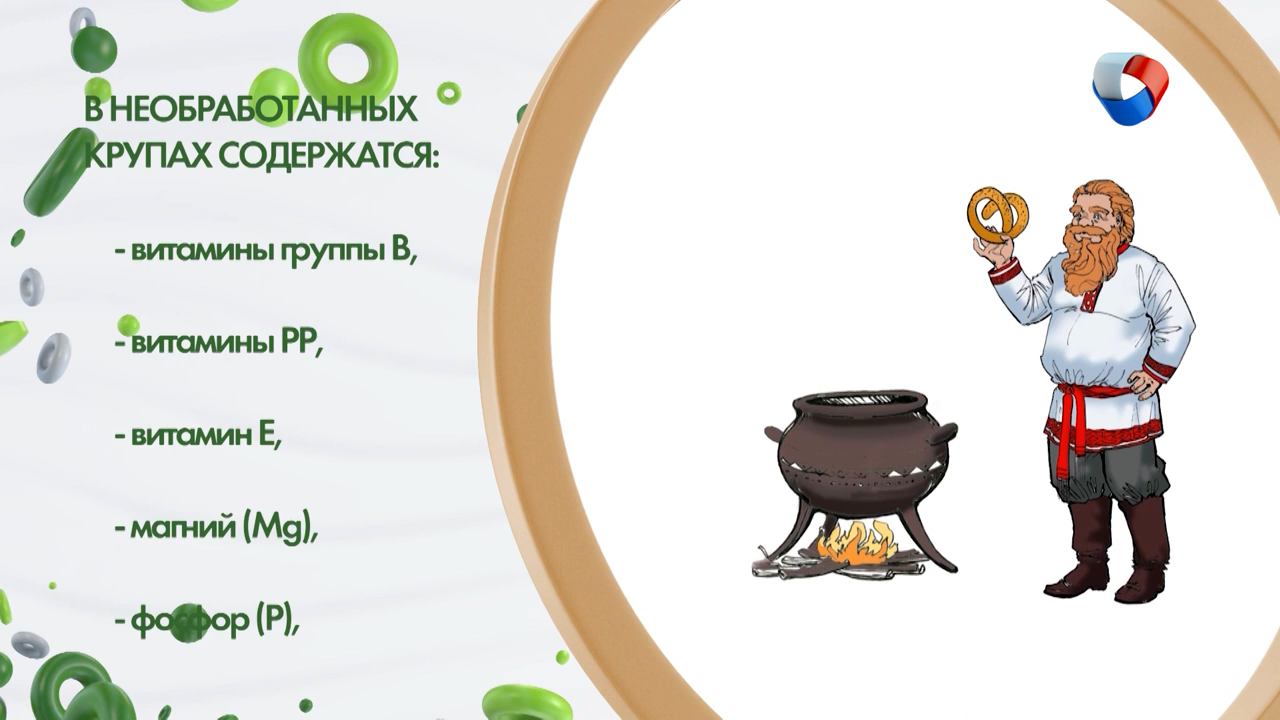 В НЕОБРАБОТАННЫХ
КРУПАХ СОДЕРЖАТСЯ:
- витамины группы В,
- витамины РР,
- витамин Е,
- магний (Mg),
- фосфор (P),